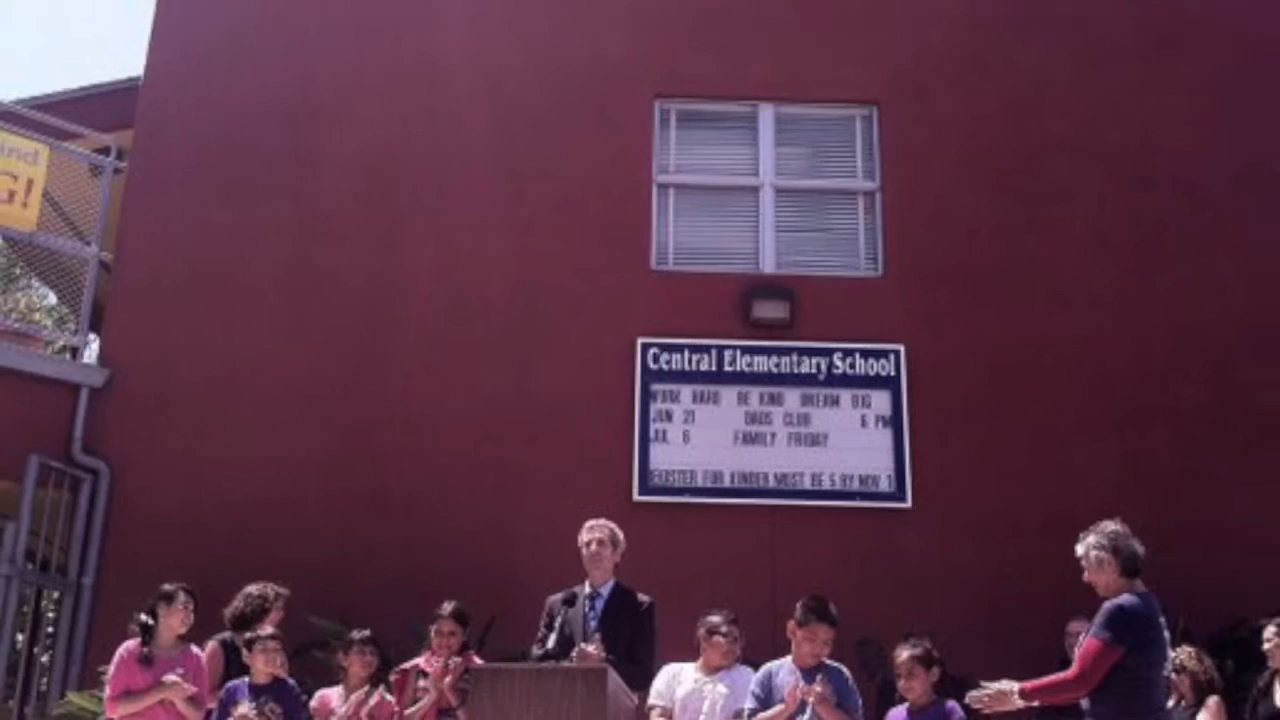 ind
G!
Central Elementary School
WORK HARD BE KIND DREAM BIG
JUN 21 DADS CLUB 6 PM
JUL 6 FAMILY FRIDAY
REGISTER FOR KINDER MUST BE 5 BY NOV 1